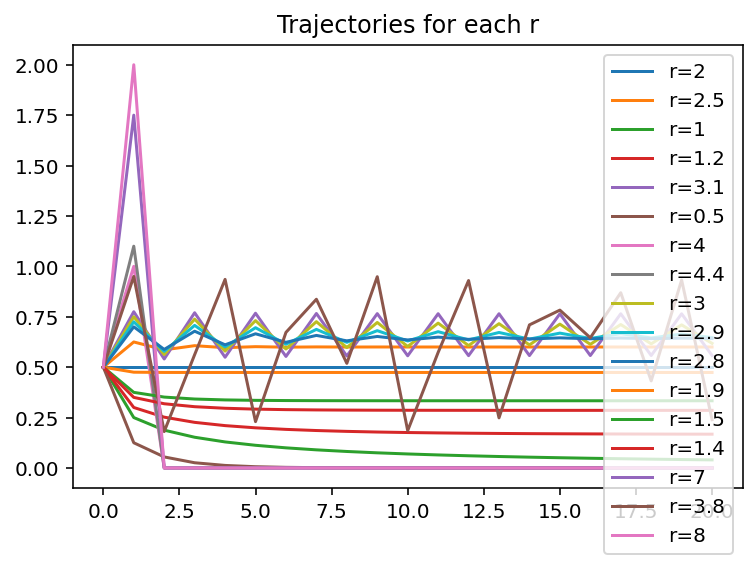 Trajectories for each r
2.00
1.75
1.50
1.25
1.00
0.75
0.50
0.25
0.00
r=2
r=2.5
r=1
r=1.2
r=3.1
r=0.5
r=4
r=4.4
r=3
r=2.9
r=2.8
r=1.9
r=1.5
r=1.4
r=7
r=3.8
r=8
0.0 2.5 5.0 7.5 10.0 12.5 15.0 17.5 20.0